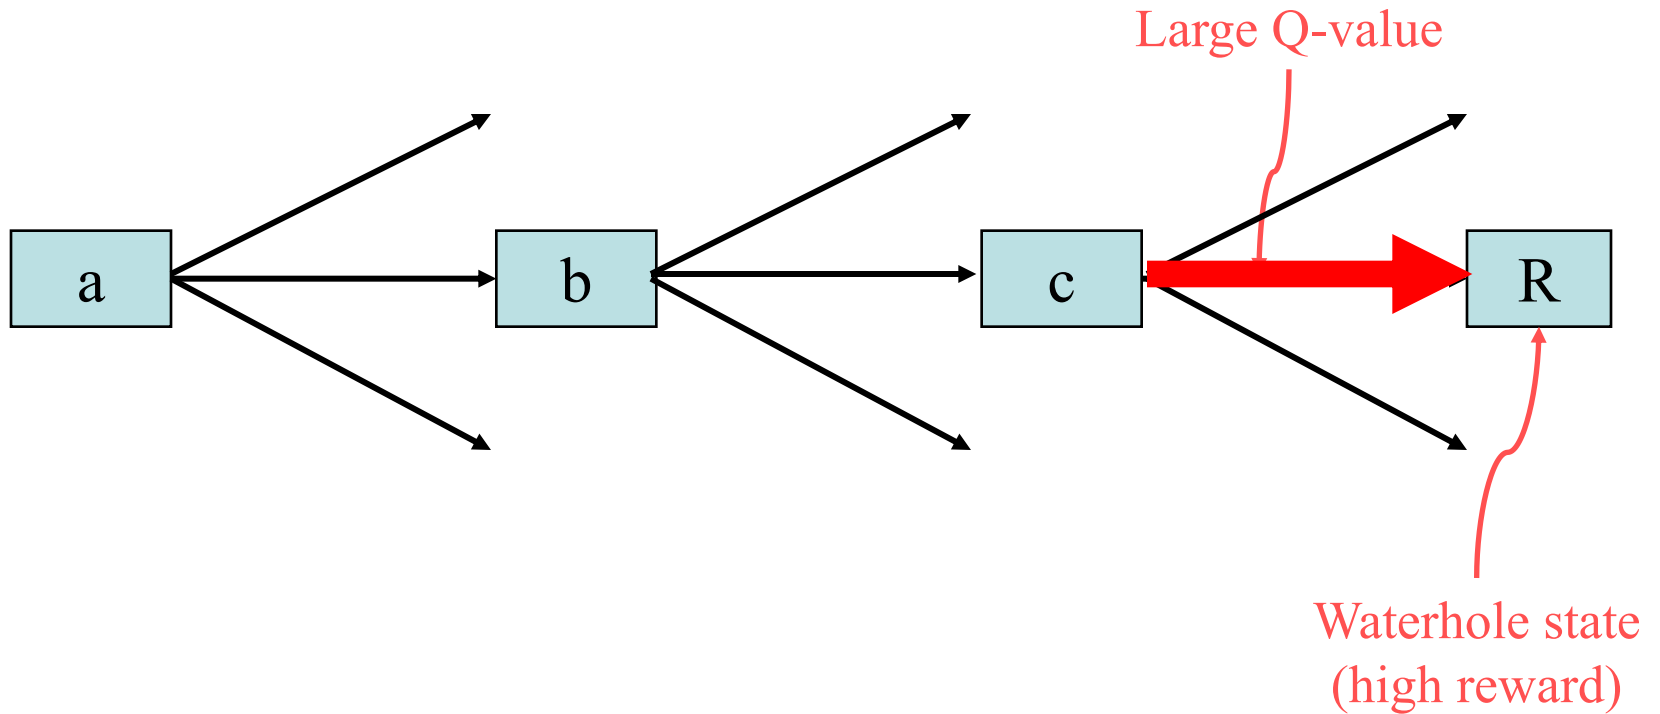 Large Q-value
a
b
c
R
Waterhole state
(high reward)